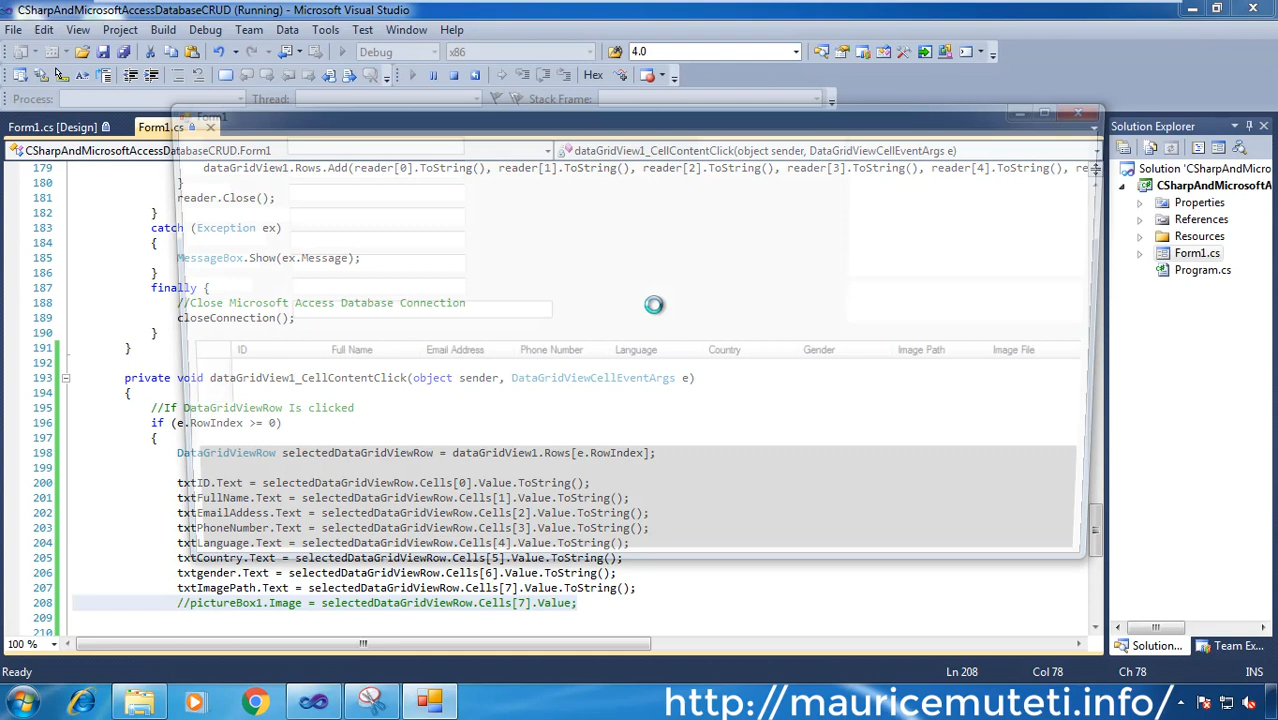 CSharpAndMicrosoftAccessDatabaseCRUD (Running) - Microsoft Visual Studio
File Edit View Project Build Debug Team Data Tools Test Window Help
Debug x86 4.0
Hex
Process: Thread: Stack Frame:
Form1
Form1.cs [Design] Form1.cs Solution Explorer
CSharpAndMicrosoftAccessDatabaseCRUD.Form1 dataGridView1_CellContentClick(object sender, DataGridViewCellEventArgs e)
Solution 'CSharpAndMicrosoftAcc
CSharpAndMicrosoftA
Properties
References
Resources
Form1.cs
Program.cs
179 dataGridView1.Rows.Add(reader[0].ToString(), reader[1].ToString(), reader[2].ToString(), reader[3].ToString(), reader[4].ToString(), re
180 }
181 reader.Close();
182 }
183 catch (Exception ex)
184 {
185 MessageBox.Show(ex.Message);
186 }
187 finally {
188 //Close Microsoft Access Database Connection
189 closeConnection();
190 }
191 }
ID Full Name Email Address Phone Number Language Country Gender Image Path Image File
192
193 private void dataGridView1_CellContentClick(object sender, DataGridViewCellEventArgs e)
194 {
195 //If DataGridViewRow Is clicked
196 if (e.RowIndex >= 0)
197 {
198 DataGridViewRow selectedDataGridViewRow = dataGridView1.Rows[e.RowIndex];
199
200 txtID.Text = selectedDataGridViewRow.Cells[0].Value.ToString();
201 txtFullName.Text = selectedDataGridViewRow.Cells[1].Value.ToString();
202 txtEmailAddess.Text = selectedDataGridViewRow.Cells[2].Value.ToString();
203 txtPhoneNumber.Text = selectedDataGridViewRow.Cells[3].Value.ToString();
204 txtLanguage.Text = selectedDataGridViewRow.Cells[4].Value.ToString();
205 txtCountry.Text = selectedDataGridViewRow.Cells[5].Value.ToString();
206 txtgender.Text = selectedDataGridViewRow.Cells[6].Value.ToString();
207 txtImagePath.Text = selectedDataGridViewRow.Cells[7].Value.ToString();
208 //pictureBox1.Image = selectedDataGridViewRow.Cells[7].Value;
209
210
100 %
Solution... Team Ex...
Ready Ln 208 Col 78 Ch 78 INS
http://mauricemuteti.info/